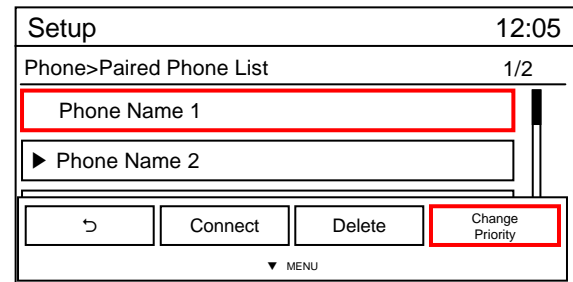 Setup 12:05
Phone>Paired Phone List 1/2
Phone Name 1
▶ Phone Name 2
Connect Delete Change
Priority
▼ MENU